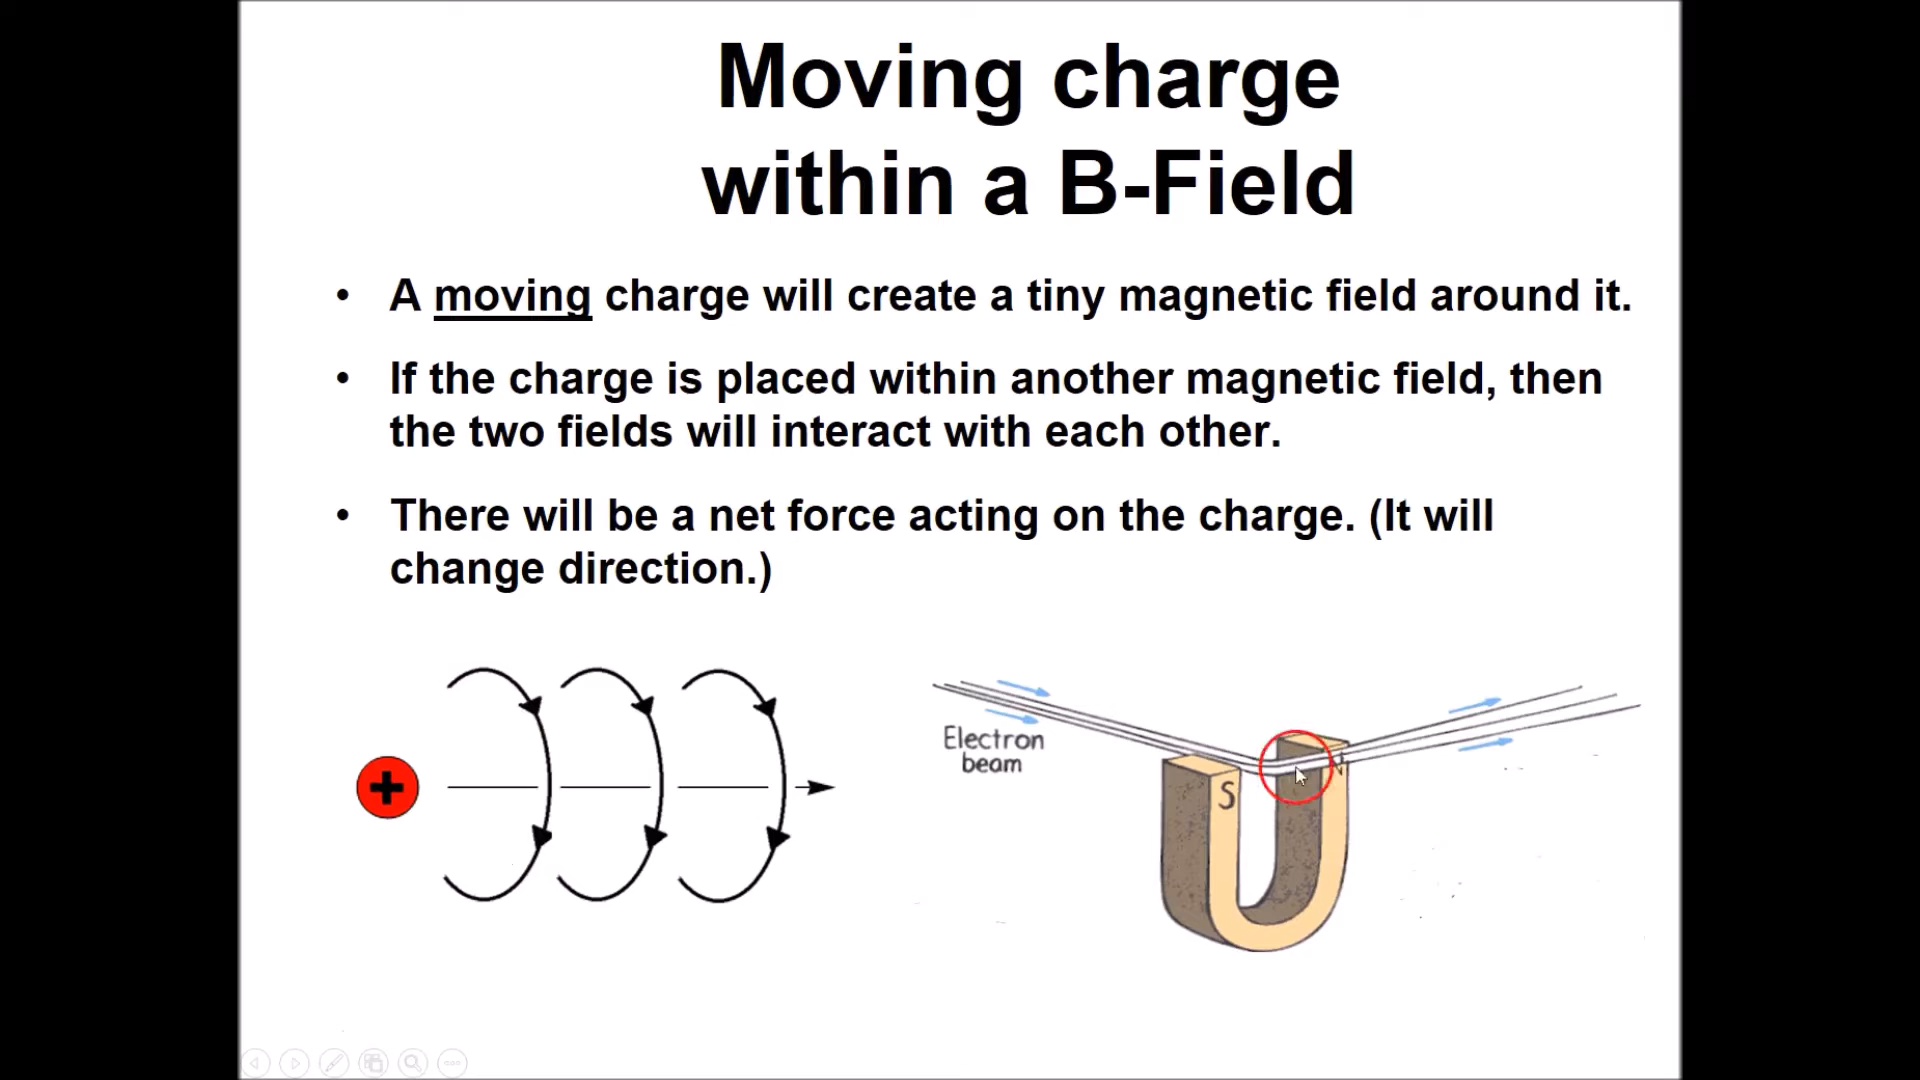 Moving charge
within a B-Field
• A moving charge will create a tiny magnetic field around it.
• If the charge is placed within another magnetic field, then
the two fields will interact with each other.
• There will be a net force acting on the charge. (It will
change direction.)
+
Electron
beam
S
N